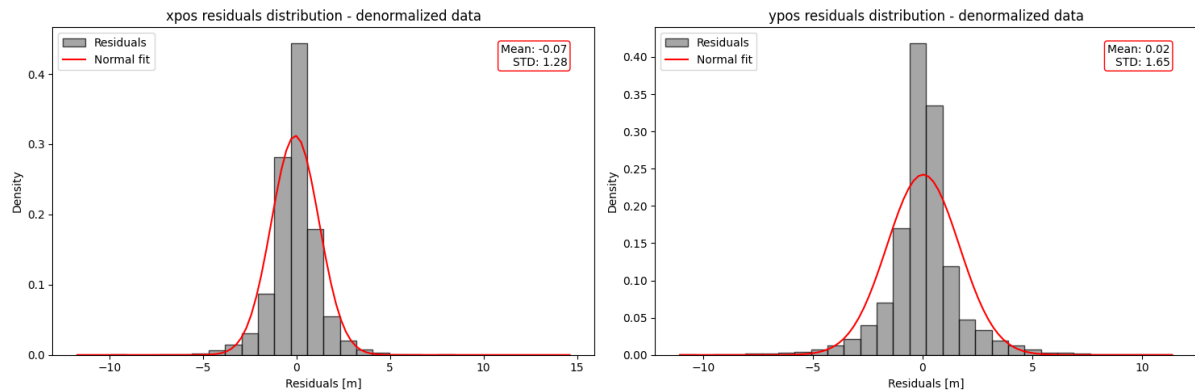 xpos residuals distribution - denormalized data
Residuals
Normal fit
Mean: -0.07
STD: 1.28
Density
0.4
0.3
0.2
0.1
0.0
−10
−5
0
5
10
15
Residuals [m]
ypos residuals distribution - denormalized data
Residuals
Normal fit
Mean: 0.02
STD: 1.65
Density
0.40
0.35
0.30
0.25
0.20
0.15
0.10
0.05
0.00
−10
−5
0
5
10
Residuals [m]